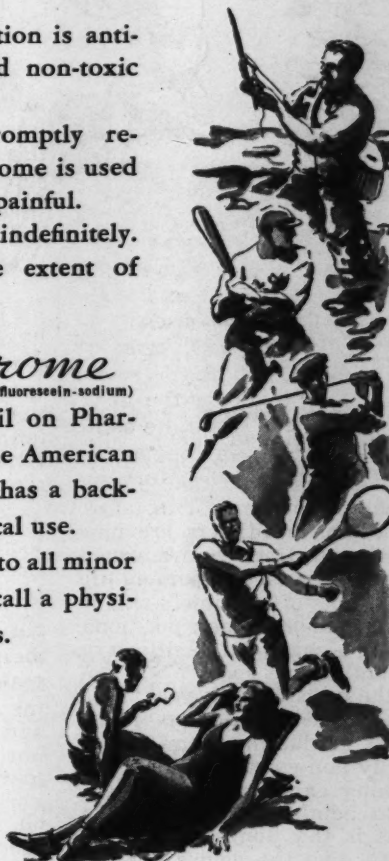 tion is anti-
d non-toxic
omptly re-
ome is used
painful.
indefinitely.
e extent of
rome
fluorescein-sodium)
il on Phar-
e American
has a back-
cal use.
to all minor
call a physi-
s.